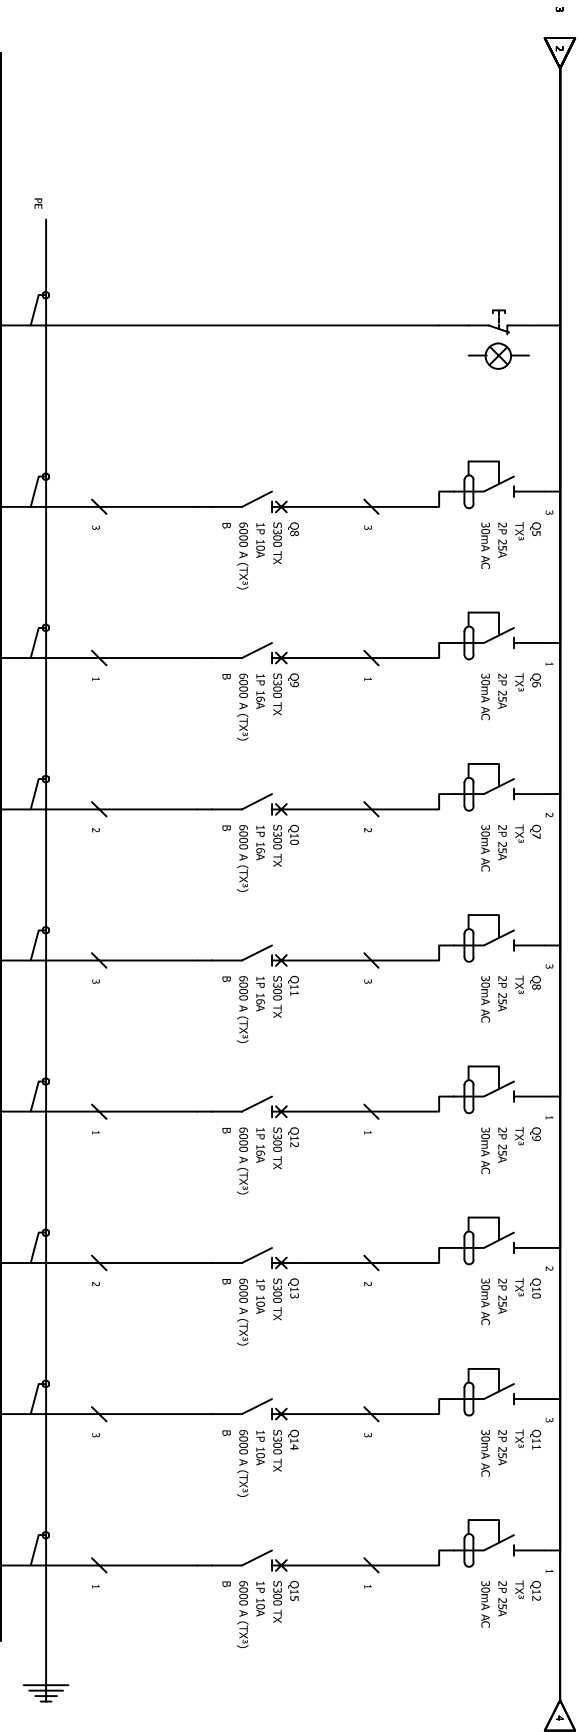 3
2
PE
3
Q5
TX³
2P 25A
30mA AC
3
Q8
S300 TX
1P 10A
6000 A (TX³)
B
3
1
Q6
TX³
2P 25A
30mA AC
1
Q9
S300 TX
1P 16A
6000 A (TX³)
B
1
2
Q7
TX³
2P 25A
30mA AC
2
Q10
S300 TX
1P 16A
6000 A (TX³)
B
2
3
Q8
TX³
2P 25A
30mA AC
3
Q11
S300 TX
1P 16A
6000 A (TX³)
B
3
1
Q9
TX³
2P 25A
30mA AC
1
Q12
S300 TX
1P 16A
6000 A (TX³)
B
1
2
Q10
TX³
2P 25A
30mA AC
2
Q13
S300 TX
1P 10A
6000 A (TX³)
B
2
3
Q11
TX³
2P 25A
30mA AC
3
Q14
S300 TX
1P 10A
6000 A (TX³)
B
3
1
Q12
TX³
2P 25A
30mA AC
1
Q15
S300 TX
1P 10A
6000 A (TX³)
B
1
4